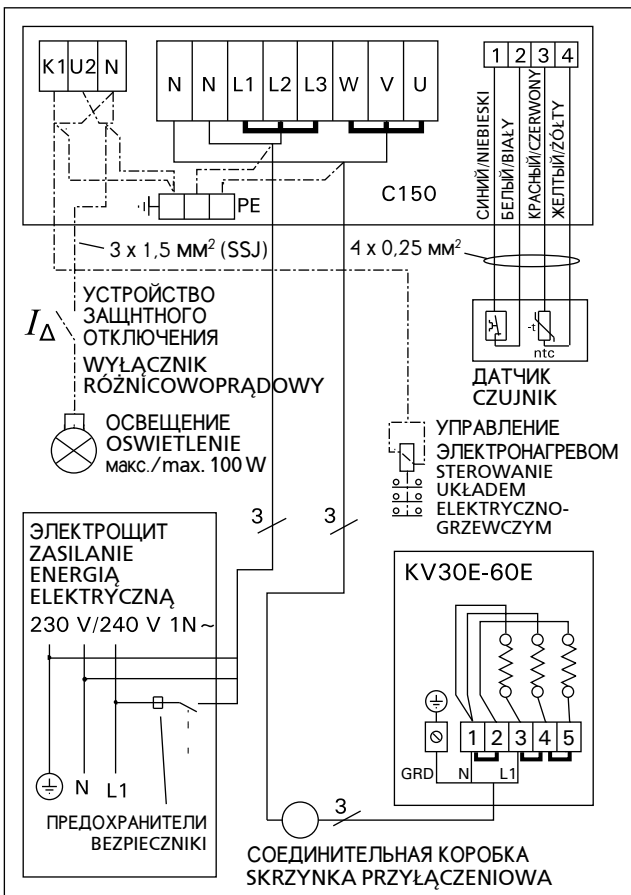 K1 U2 N
N N L1 L2 L3 W V U
1 2 3 4
СИНИЙ/NIEBIESKI
БЕЛЫЙ/BIAŁY
КРАСНЫЙ/CZERWONY
ЖЕЛТЫЙ/ŻÓŁTY
PE
C150
3 x 1,5 мм² (SSJ)
4 x 0,25 мм²
I∆
УСТРОЙСТВО
ЗАЩНТНОГО
ОТКЛЮЧЕНИЯ
WYŁĄCZNIK
RÓŻNICOWOPRĄDOWY
-t
ntc
ДАТЧИК
CZUJNIK
ОСВЕЩЕНИЕ
OSWIETLENIE
макс./max. 100 W
УПРАВЛЕНИЕ
ЭЛЕКТРОНАГРЕВОМ
STEROWANIE
UKŁADEM
ELEKTRYCZNO-
GRZEWCZYM
3
3
ЭЛЕКТРОЩИТ
ZASILANIE
ENERGIĄ
ELEKTRYCZNĄ
230 V/240 V 1N ~
N L1
ПРЕДОХРАНИТЕЛИ
BEZPIECZNIKI
KV30E-60E
1 2 3 4 5
GRD N L1
3
СОЕДИНИТЕЛЬНАЯ КОРОБКА
SKRZYNKA PRZYŁĄCZENIOWA